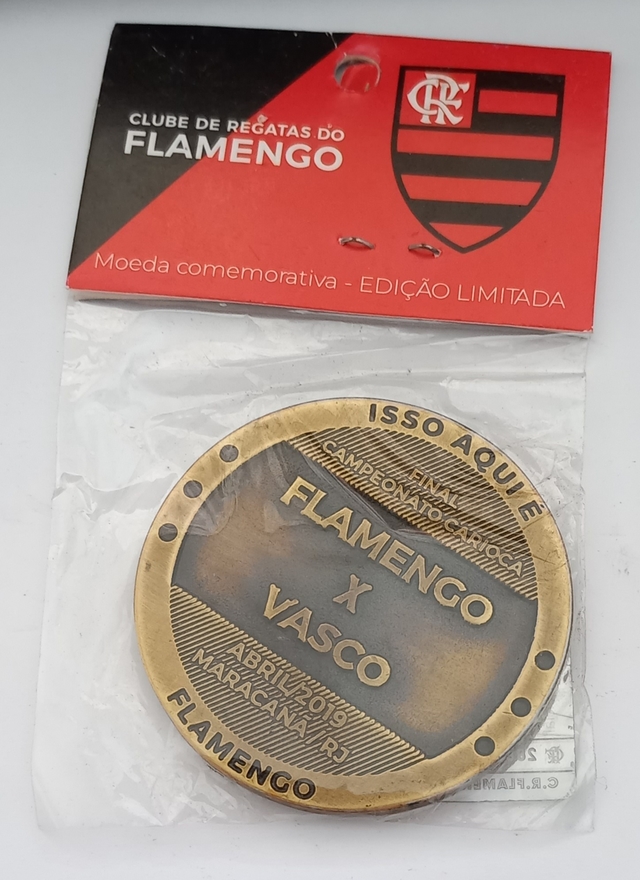 CLUBE DE REGATAS DO
FLAMENGO
CRF
Moeda comemorativa - EDIÇÃO LIMITADA
ISSO AQUI É
FINAL
CAMPEONATO CARIOCA
FLAMENGO
X
VASCO
ABRIL/2019
MARACANÃ/RJ
FLAMENGO